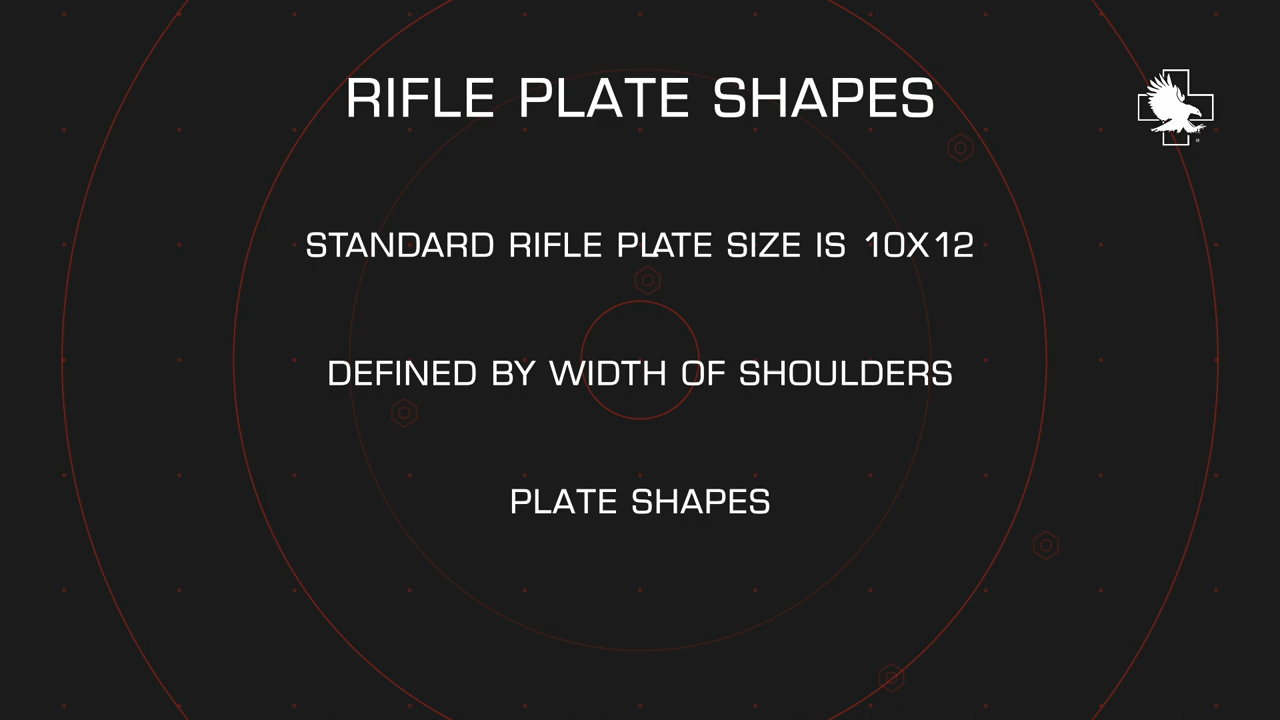 RIFLE PLATE SHAPES
STANDARD RIFLE PLATE SIZE IS 10X12
DEFINED BY WIDTH OF SHOULDERS
PLATE SHAPES